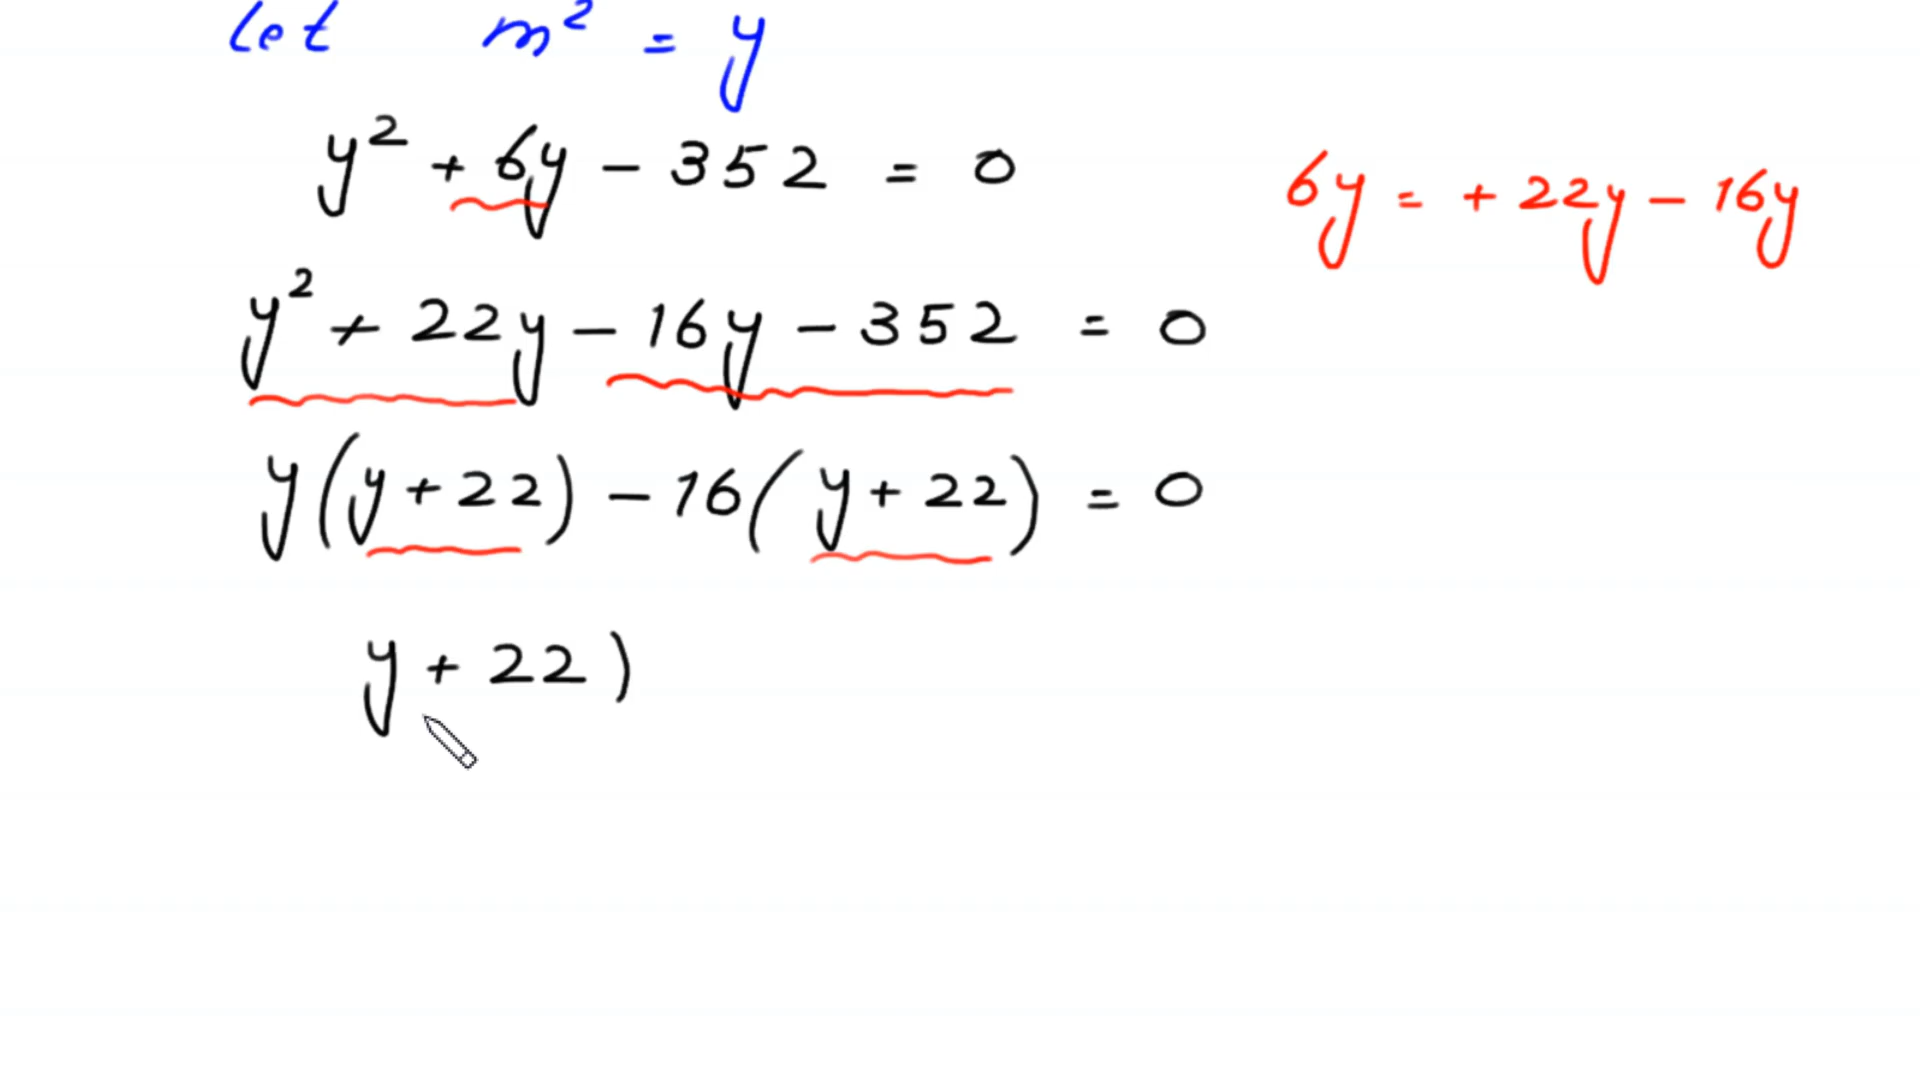 Let m² = y
y² + 6y - 352 = 0
6y = + 22y - 16y
y² + 22y - 16y - 352 = 0
y(y + 22) - 16(y + 22) = 0
y + 22)